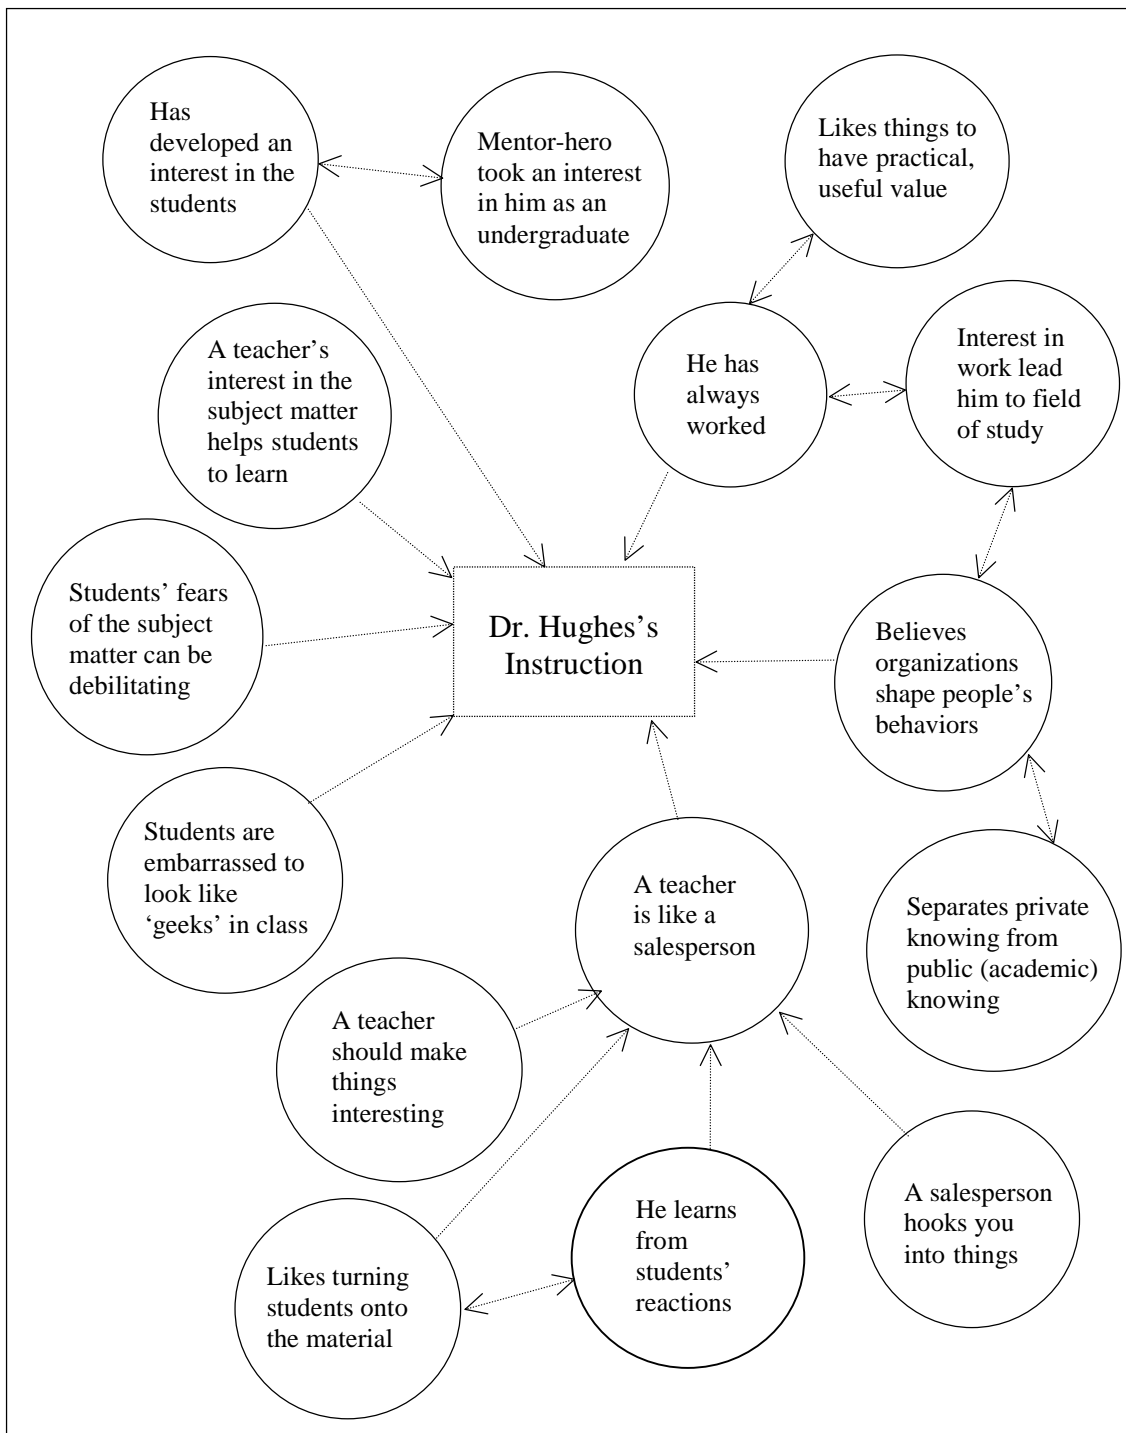 Has
developed an
interest in the
students
Mentor-hero
took an interest
in him as an
undergraduate
Likes things to
have practical,
useful value
A teacher’s
interest in the
subject matter
helps students
to learn
He has
always
worked
Interest in
work lead
him to field
of study
Students’ fears
of the subject
matter can be
debilitating
Dr. Hughes’s
Instruction
Believes
organizations
shape people’s
behaviors
Students are
embarrassed to
look like
‘geeks’ in class
A teacher
is like a
salesperson
Separates private
knowing from
public (academic)
knowing
A teacher
should make
things
interesting
Likes turning
students onto
the material
He learns
from
students’
reactions
A salesperson
hooks you
into things